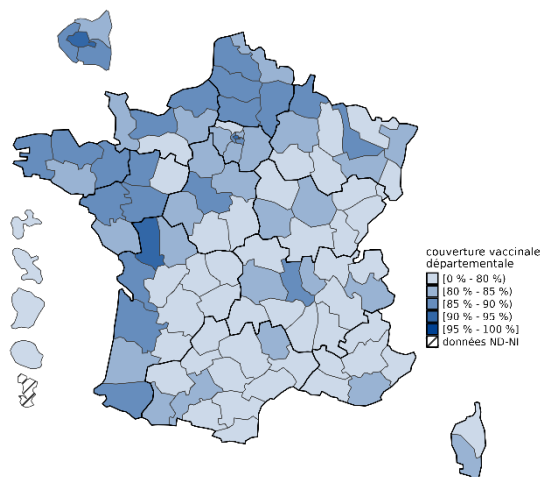 couverture vaccinale
départementale
[0 % - 80 %)
[80 % - 85 %)
[85 % - 90 %)
[90 % - 95 %)
[95 % - 100 %]
données ND-NI